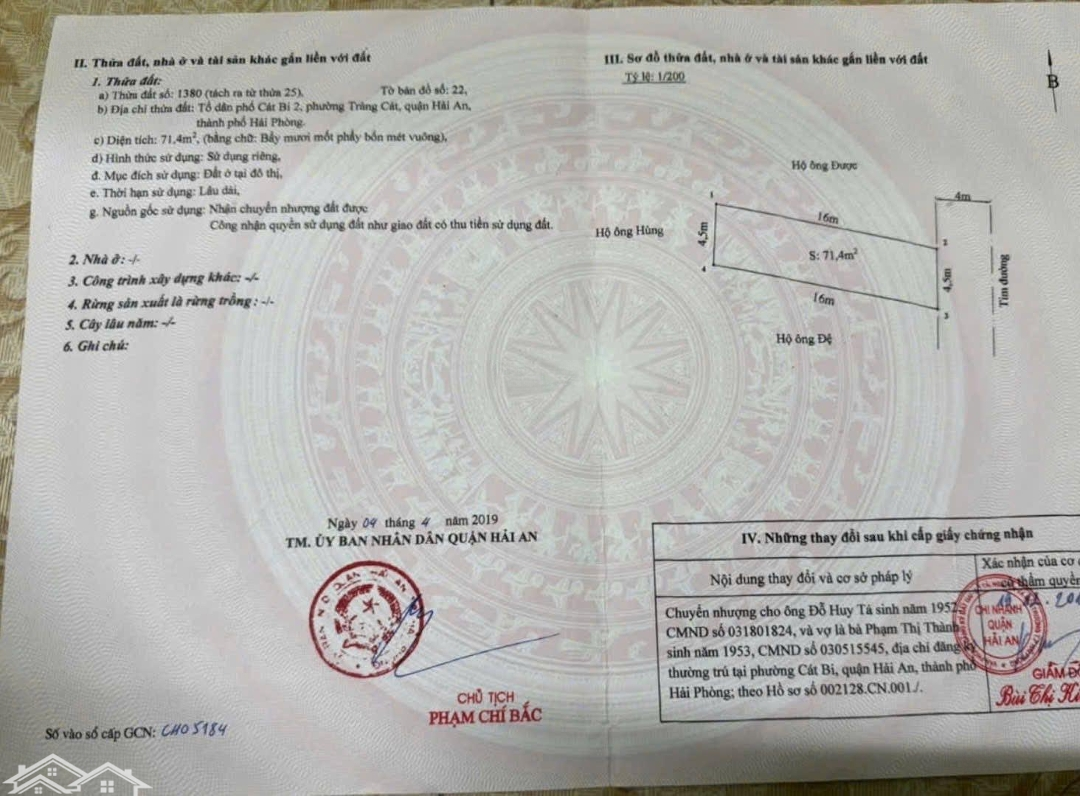 II. Thửa đất, nhà ở và tài sản khác gắn liền với đất
1. Thửa đất:
a) Thửa đất số: 1380 (tách ra từ thửa 25). Tờ bản đồ số: 22,
b) Địa chỉ thửa đất: Tổ dân phố Cát Bi 2, phường Tràng Cát, quận Hải An,
thành phố Hải Phòng.
c) Diện tích: 71,4m², (bằng chữ: Bẩy mươi mốt phẩy bốn mét vuông),
d) Hình thức sử dụng: Sử dụng riêng,
đ. Mục đích sử dụng: Đất ở tại đô thị,
e. Thời hạn sử dụng: Lâu dài,
g. Nguồn gốc sử dụng: Nhận chuyển nhượng đất được
Công nhận quyền sử dụng đất như giao đất có thu tiền sử dụng đất.
2. Nhà ở: -/-
3. Công trình xây dựng khác: -/-
4. Rừng sản xuất là rừng trồng: -/-
5. Cây lâu năm: -/-
6. Ghi chú:
Ngày 04 tháng 4 năm 2019
TM. ỦY BAN NHÂN DÂN QUẬN HẢI AN
CHỦ TỊCH
PHẠM CHÍ BẮC
Số vào sổ cấp GCN: CH05184
III. Sơ đồ thửa đất, nhà ở và tài sản khác gắn liền với đất
Tỷ lệ: 1/200
B
Hộ ông Được
4m
1
16m
2
Hộ ông Hùng
4,5m
S: 71,4m²
4,5m
Tim đường
4
16m
3
Hộ ông Đệ
IV. Những thay đổi sau khi cấp giấy chứng nhận
Nội dung thay đổi và cơ sở pháp lý
Xác nhận của cơ
có thẩm quyền
Chuyển nhượng cho ông Đỗ Huy Tá sinh năm 1952,
CMND số 031801824, và vợ là bà Phạm Thị Thành
sinh năm 1953, CMND số 030515545, địa chỉ đăng ký
thường trú tại phường Cát Bi, quận Hải An, thành phố
Hải Phòng; theo Hồ sơ số 002128.CN.001./.
CHI NHÁNH
QUẬN
HẢI AN
GIÁM ĐỐ
Bùi Thị